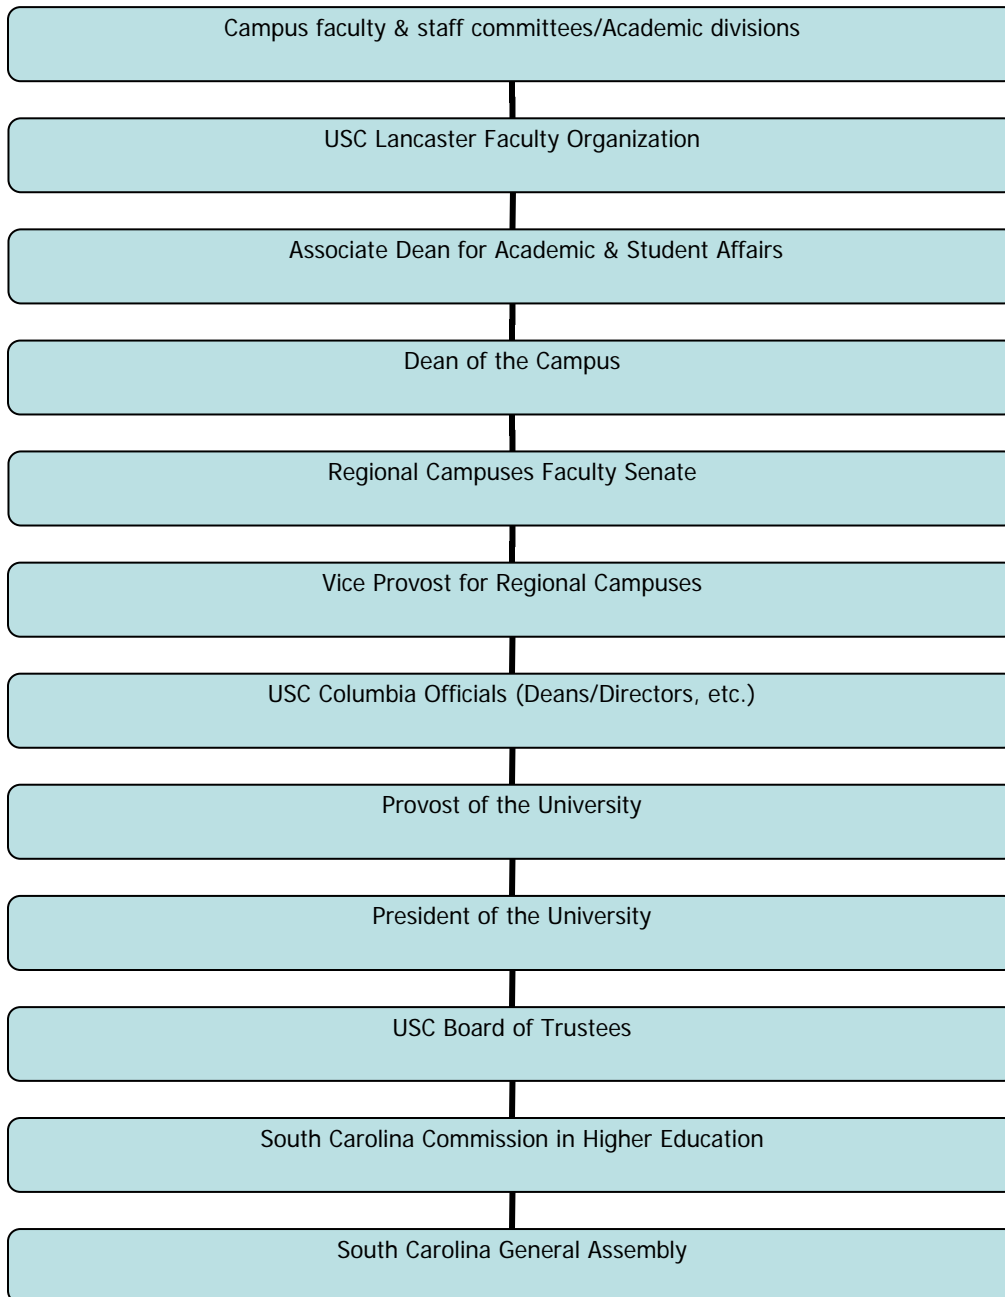 Campus faculty & staff committees/Academic divisions
USC Lancaster Faculty Organization
Associate Dean for Academic & Student Affairs
Dean of the Campus
Regional Campuses Faculty Senate
Vice Provost for Regional Campuses
USC Columbia Officials (Deans/Directors, etc.)
Provost of the University
President of the University
USC Board of Trustees
South Carolina Commission in Higher Education
South Carolina General Assembly